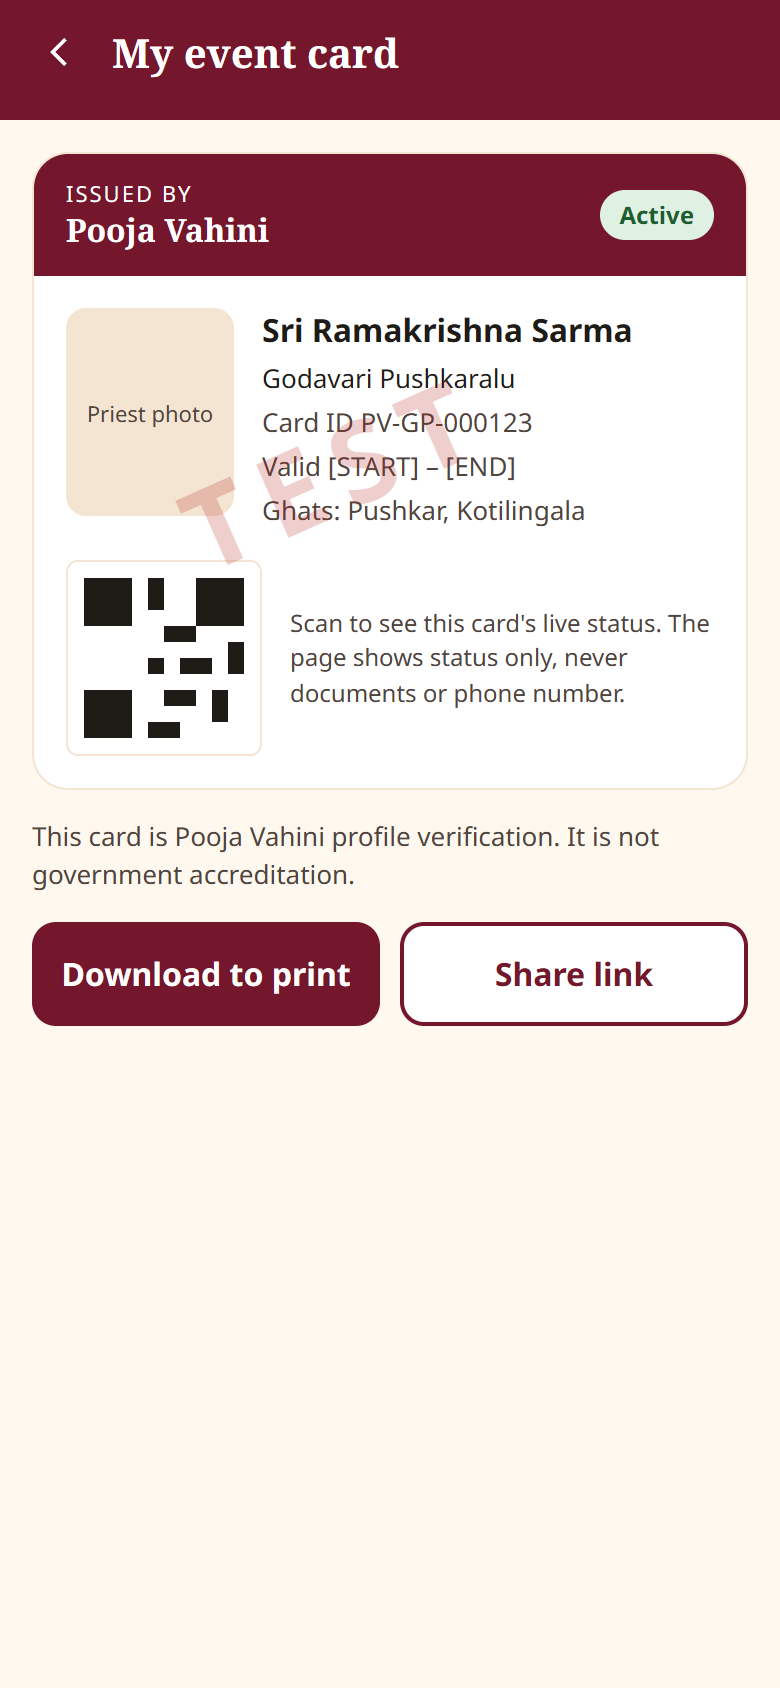 My event card
ISSUED BY
Pooja Vahini
Active
Priest photo
Sri Ramakrishna Sarma
Godavari Pushkaralu
Card ID PV-GP-000123
Valid [START] – [END]
Ghats: Pushkar, Kotilingala
TEST
Scan to see this card's live status. The
page shows status only, never
documents or phone number.
This card is Pooja Vahini profile verification. It is not
government accreditation.
Download to print
Share link